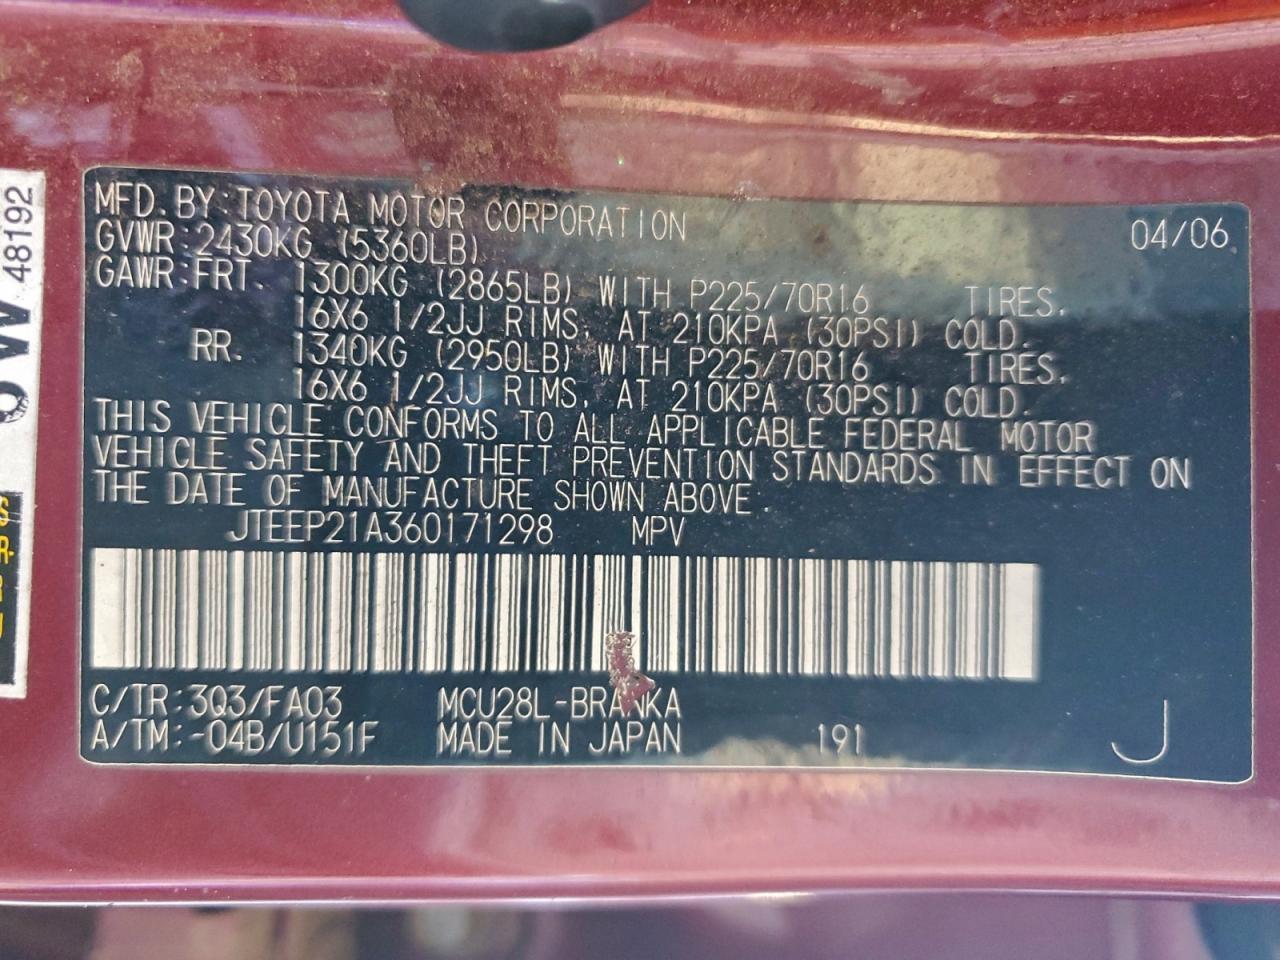 MFD. BY: TOYOTA MOTOR CORPORATION 04/06
GVWR: 2430KG (5360LB)
GAWR: FRT. 1300KG (2865LB) WITH P225/70R16 TIRES,
16X6 1/2JJ RIMS, AT 210KPA (30PSI) COLD.
RR. 1340KG (2950LB) WITH P225/70R16 TIRES,
16X6 1/2JJ RIMS, AT 210KPA (30PSI) COLD.
THIS VEHICLE CONFORMS TO ALL APPLICABLE FEDERAL MOTOR
VEHICLE SAFETY AND THEFT PREVENTION STANDARDS IN EFFECT ON
THE DATE OF MANUFACTURE SHOWN ABOVE.
JTEEP21A360171298 MPV
C/TR: 3Q3/FA03 MCU28L-BRANKA
A/TM: -04B/U151F MADE IN JAPAN 191 J
48192